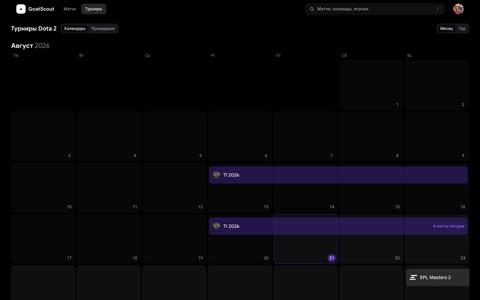 GoatScout Матчи Турниры Матчи, команды, игроки /
Турниры Dota 2 Календарь Прошедшие Месяц Год
Август 2026
Пн Вт Ср Чт Пт Сб Вс
1 2
3 4 5 6 7 8 9
TI 2026
10 11 12 13 14 15 16
TI 2026 4 матча сегодня
17 18 19 20 21 22 23
EPL Masters 2